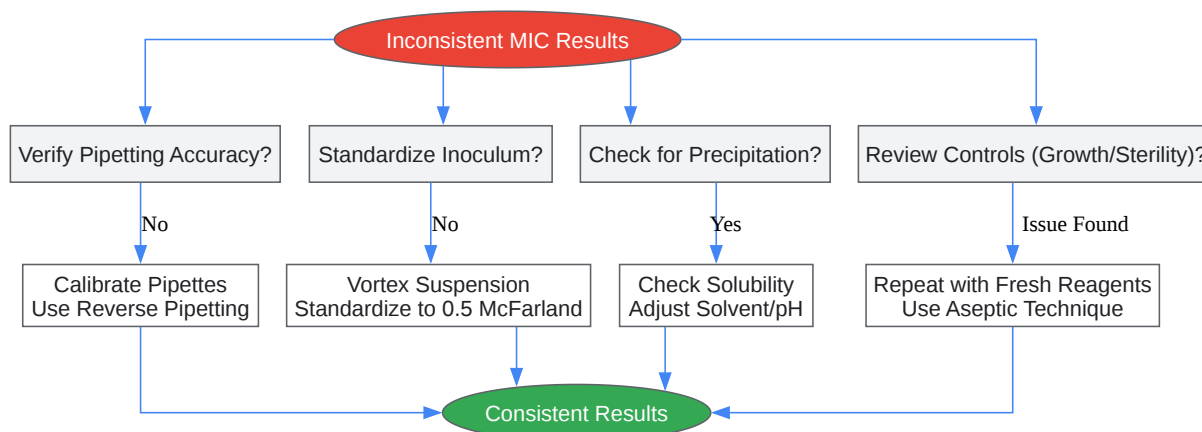 Inconsistent MIC Results
Verify Pipetting Accuracy?
Standardize Inoculum?
Check for Precipitation?
Review Controls (Growth/Sterility)?
No
No
Yes
Issue Found
Calibrate Pipettes
Use Reverse Pipetting
Vortex Suspension
Standardize to 0.5 McFarland
Check Solubility
Adjust Solvent/pH
Repeat with Fresh Reagents
Use Aseptic Technique
Consistent Results